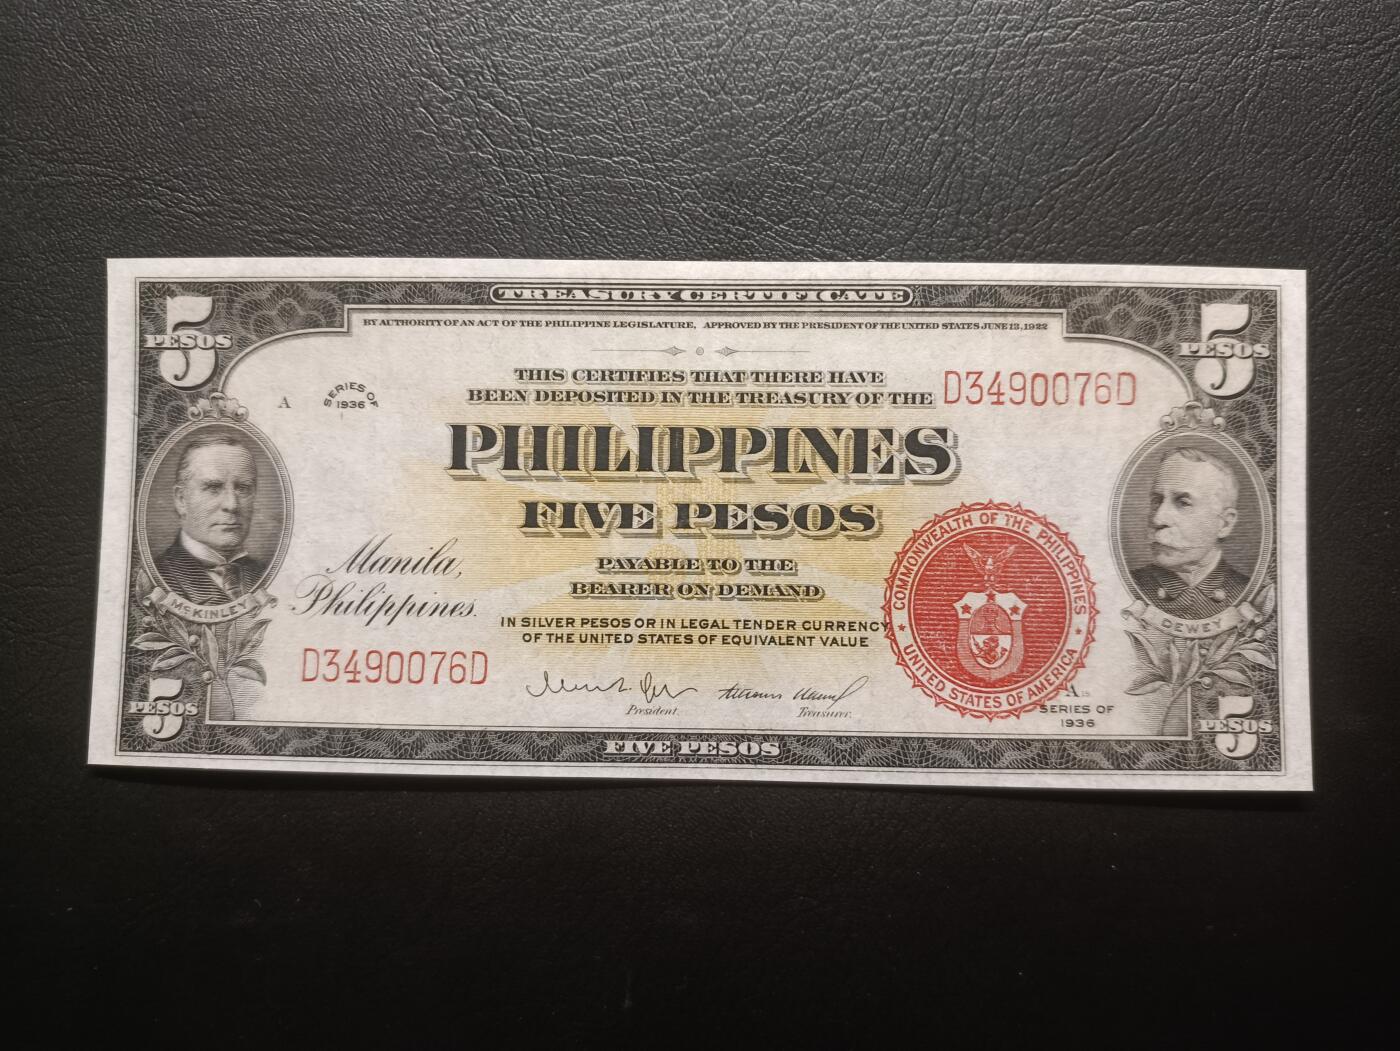 TREASURY CERTIFICATE
5
PESOS
5
PESOS
BY AUTHORITY OF AN ACT OF THE PHILIPPINE LEGISLATURE, APPROVED BY THE PRESIDENT OF THE UNITED STATES JUNE 13, 1922
THIS CERTIFIES THAT THERE HAVE
BEEN DEPOSITED IN THE TREASURY OF THE
D3490076D
A
SERIES OF
1936
PHILIPPINES
FIVE PESOS
Manila,
Philippines.
PAYABLE TO THE
BEARER ON DEMAND
IN SILVER PESOS OR IN LEGAL TENDER CURRENCY
OF THE UNITED STATES OF EQUIVALENT VALUE
McKINLEY
DEWEY
COMMONWEALTH OF THE PHILIPPINES
UNITED STATES OF AMERICA
D3490076D
President.
Treasurer.
A
SERIES OF
1936
5
PESOS
5
PESOS
FIVE PESOS